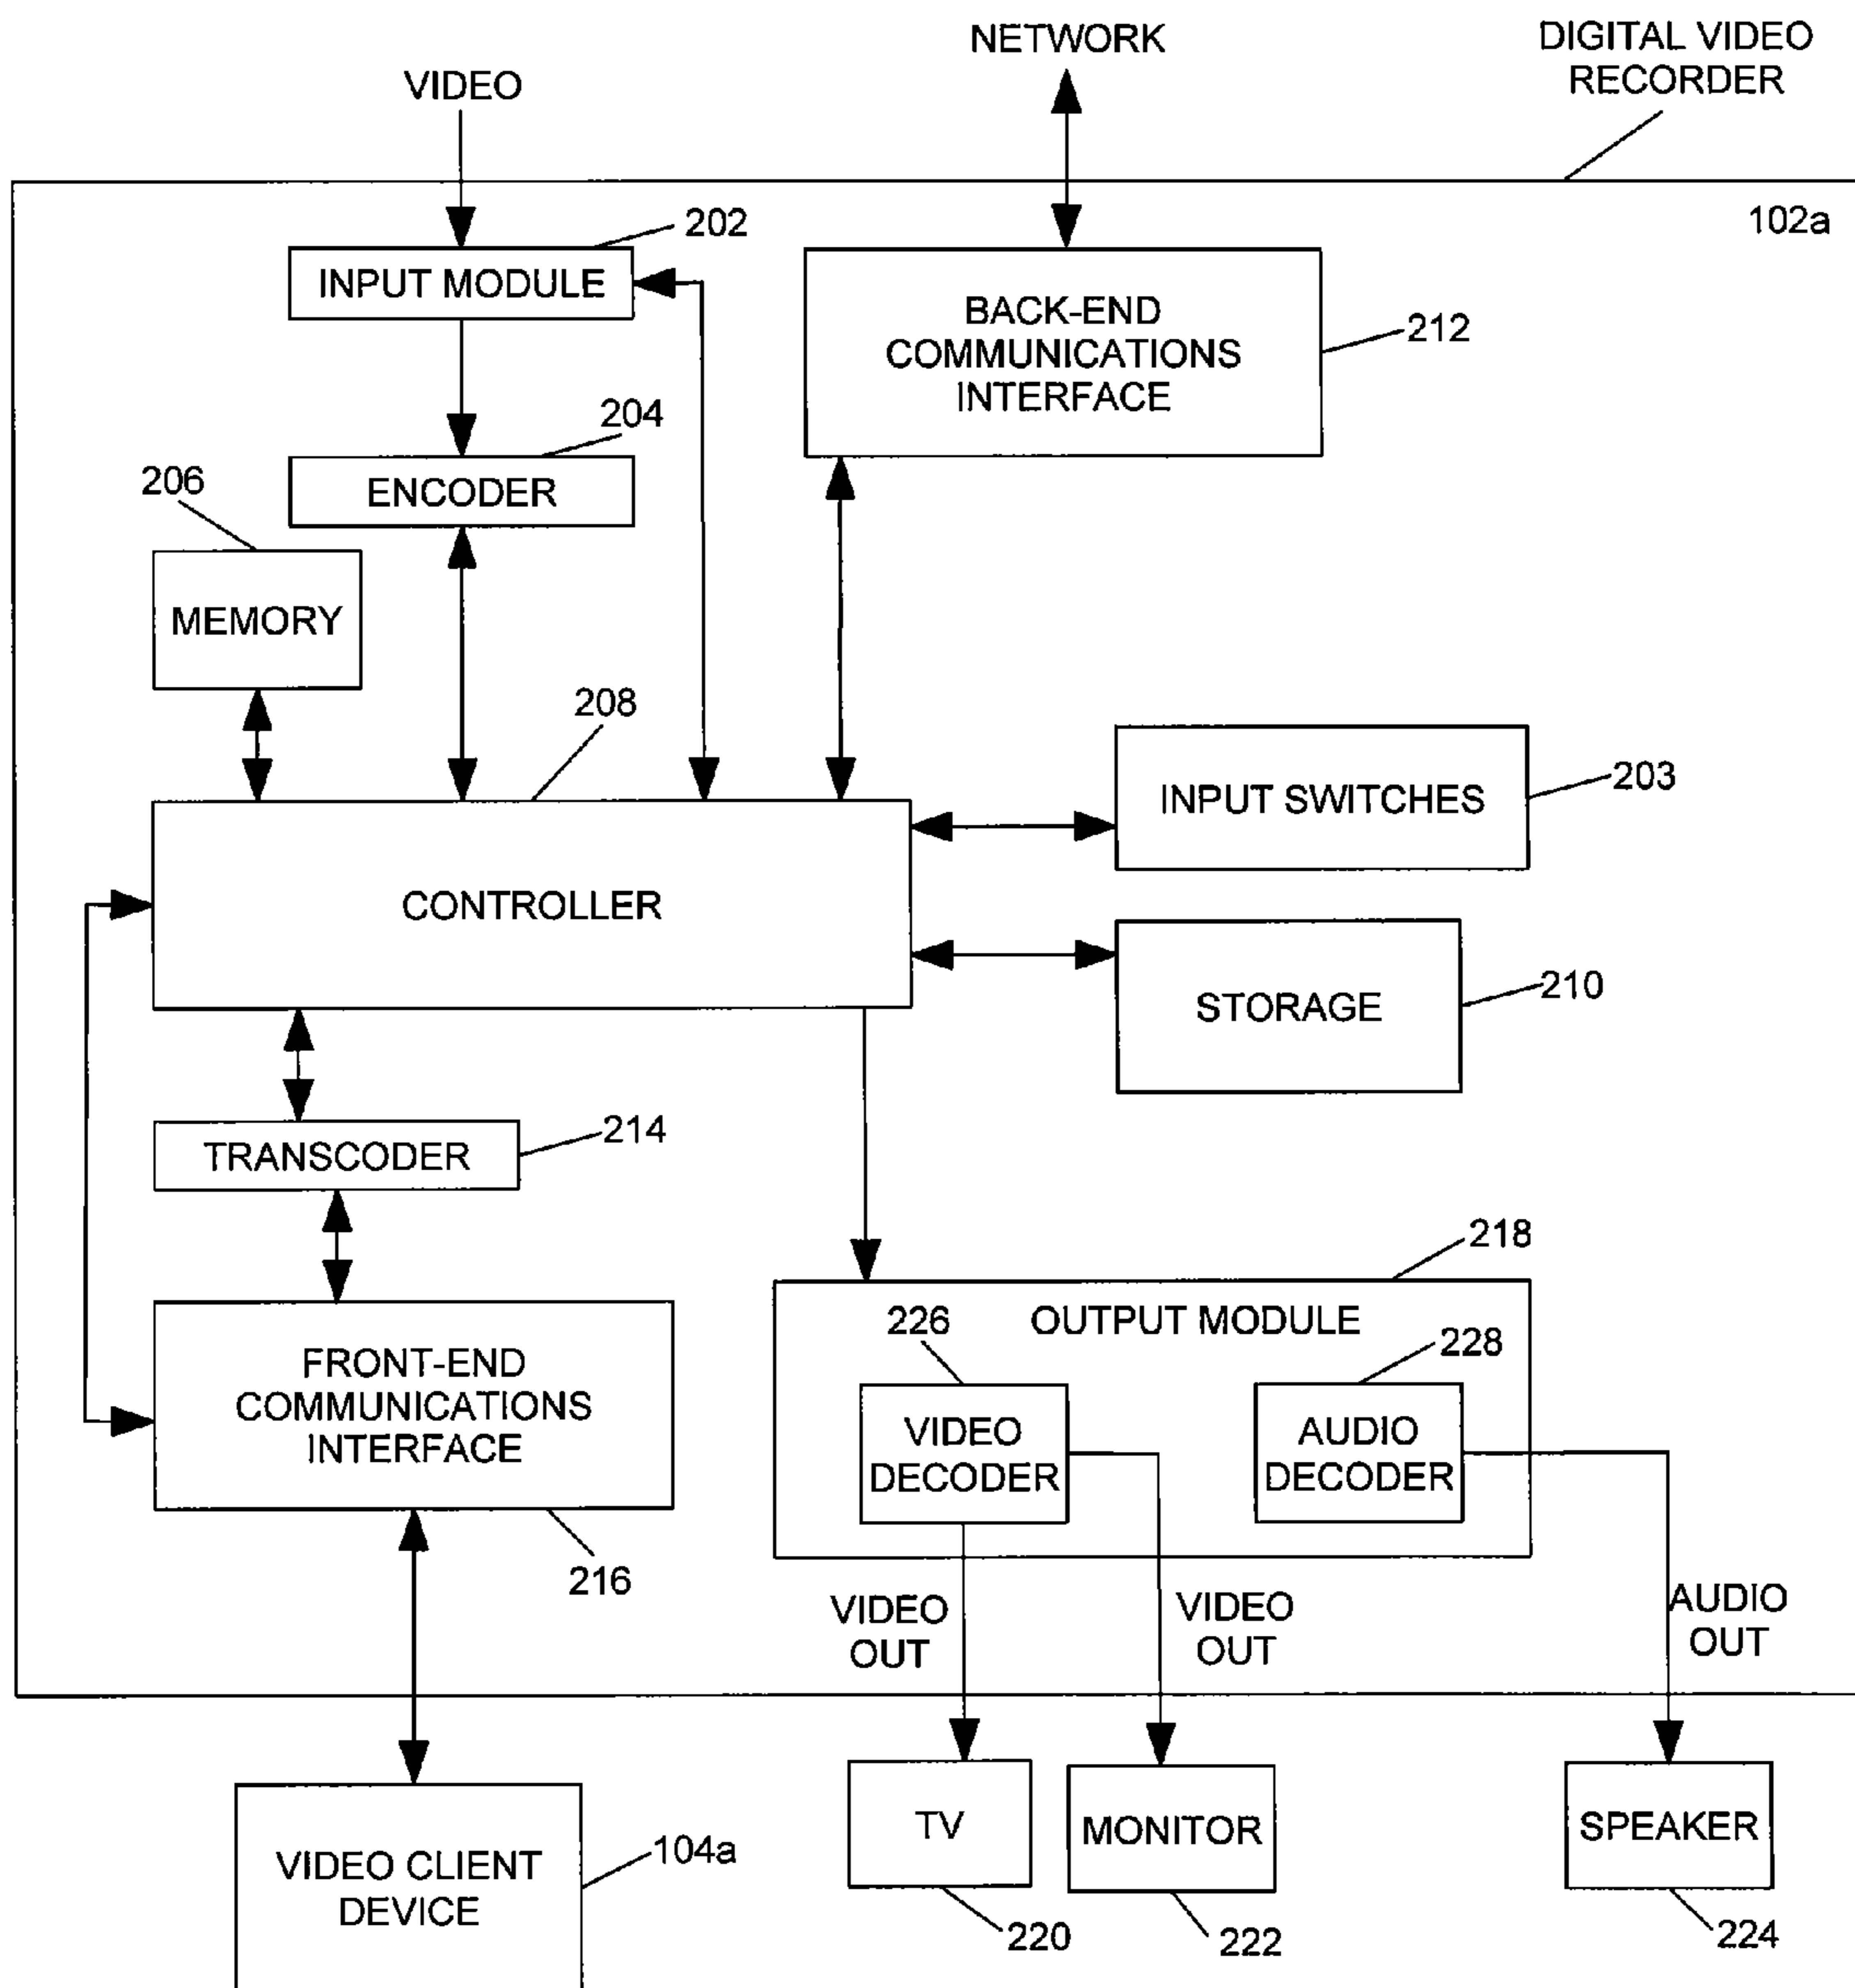 NETWORK
DIGITAL VIDEO
RECORDER
VIDEO
102a
202
INPUT MODULE
BACK-END
COMMUNICATIONS
INTERFACE
212
204
ENCODER
206
MEMORY
208
INPUT SWITCHES
203
CONTROLLER
STORAGE
210
TRANSCODER
214
218
OUTPUT MODULE
226
228
FRONT-END
COMMUNICATIONS
INTERFACE
VIDEO
DECODER
AUDIO
DECODER
216
VIDEO
OUT
VIDEO
OUT
AUDIO
OUT
TV
MONITOR
SPEAKER
VIDEO CLIENT
DEVICE
104a
220
222
224